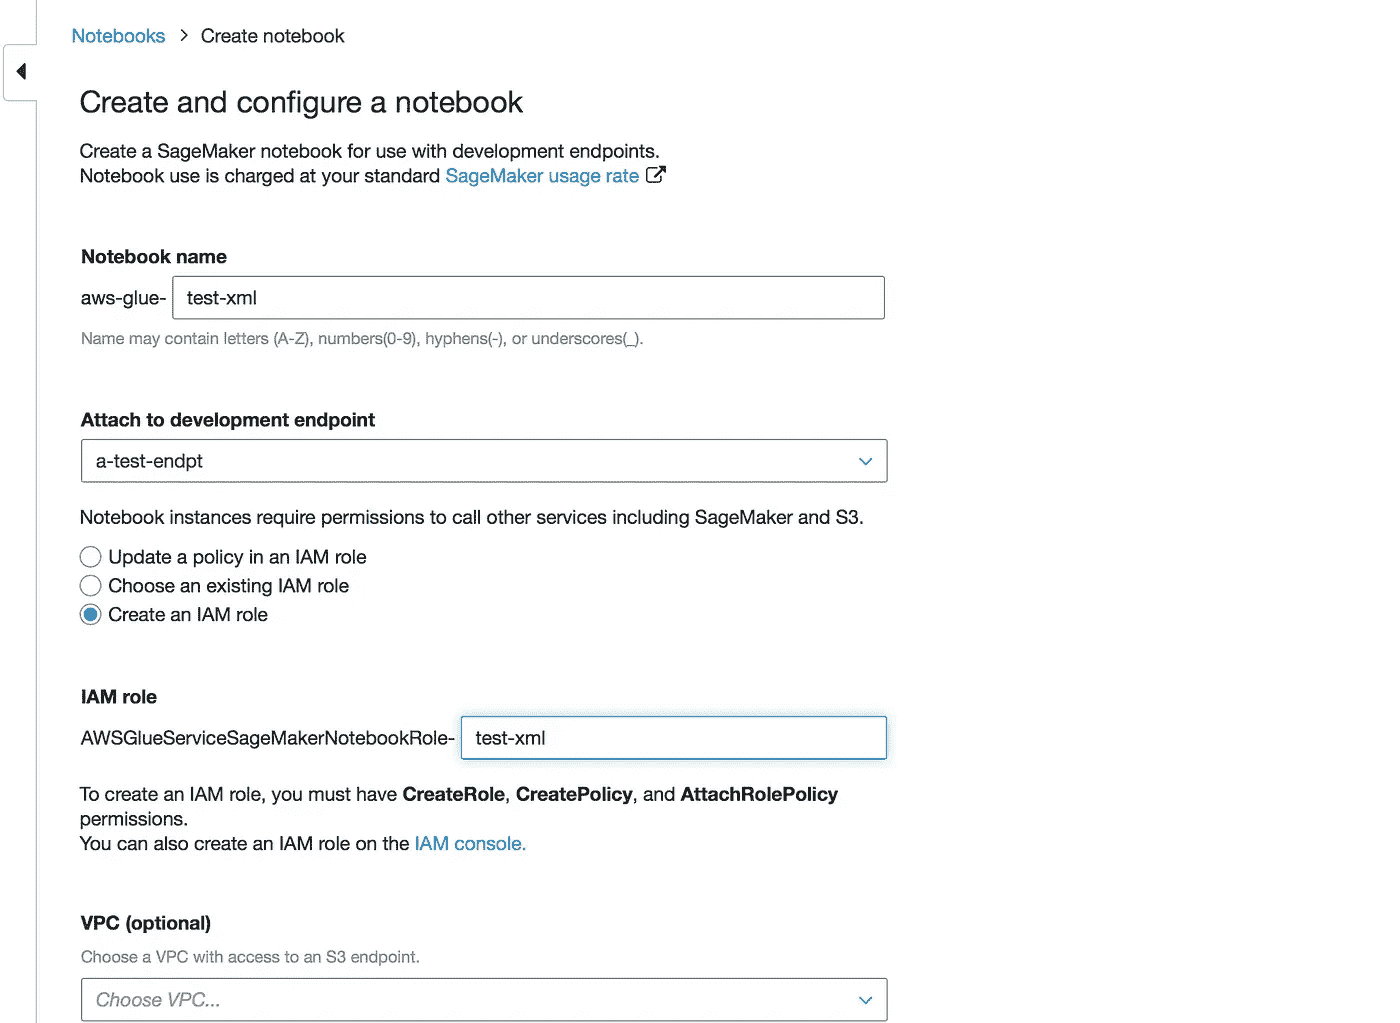 Notebooks > Create notebook
Create and configure a notebook
Create a SageMaker notebook for use with development endpoints.
Notebook use is charged at your standard SageMaker usage rate
Notebook name
aws-glue- test-xml
Name may contain letters (A-Z), numbers(0-9), hyphens(-), or underscores(_).
Attach to development endpoint
a-test-endpt
Notebook instances require permissions to call other services including SageMaker and S3.
Update a policy in an IAM role
Choose an existing IAM role
Create an IAM role
IAM role
AWSGlueServiceSageMakerNotebookRole- test-xml
To create an IAM role, you must have CreateRole, CreatePolicy, and AttachRolePolicy
permissions.
You can also create an IAM role on the IAM console.
VPC (optional)
Choose a VPC with access to an S3 endpoint.
Choose VPC...